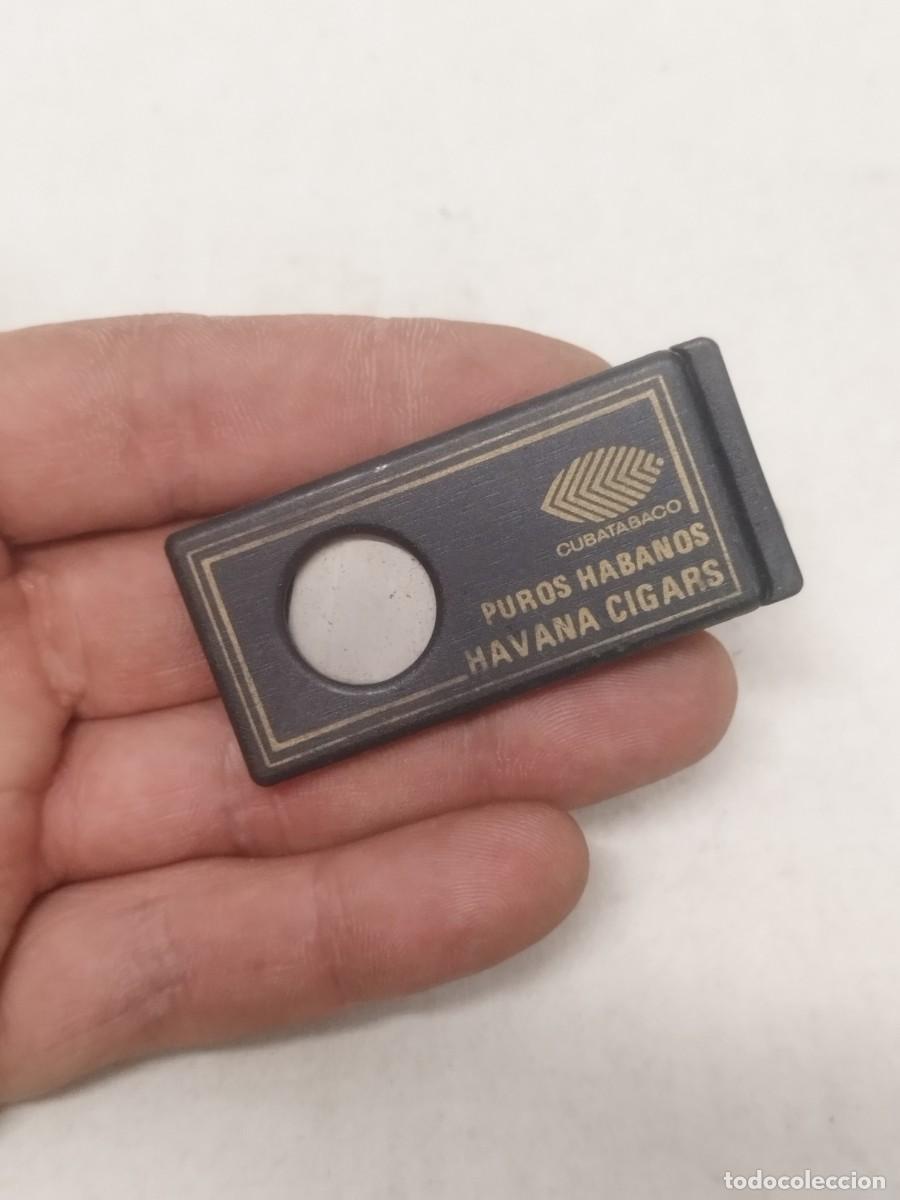 CUBATABACO
PUROS HABANOS
HAVANA CIGARS
todocoleccion